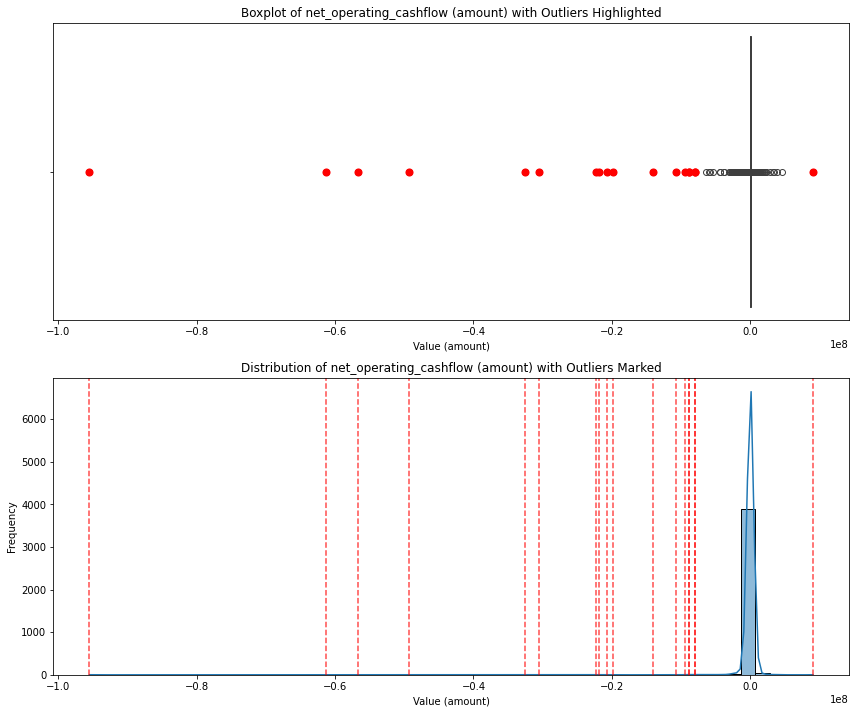 Boxplot of net_operating_cashflow (amount) with Outliers Highlighted
−1.0 −0.8 −0.6 −0.4 −0.2 0.0
1e8
Value (amount)
Distribution of net_operating_cashflow (amount) with Outliers Marked
6000
5000
4000
3000
2000
1000
0
Frequency
−1.0 −0.8 −0.6 −0.4 −0.2 0.0
1e8
Value (amount)